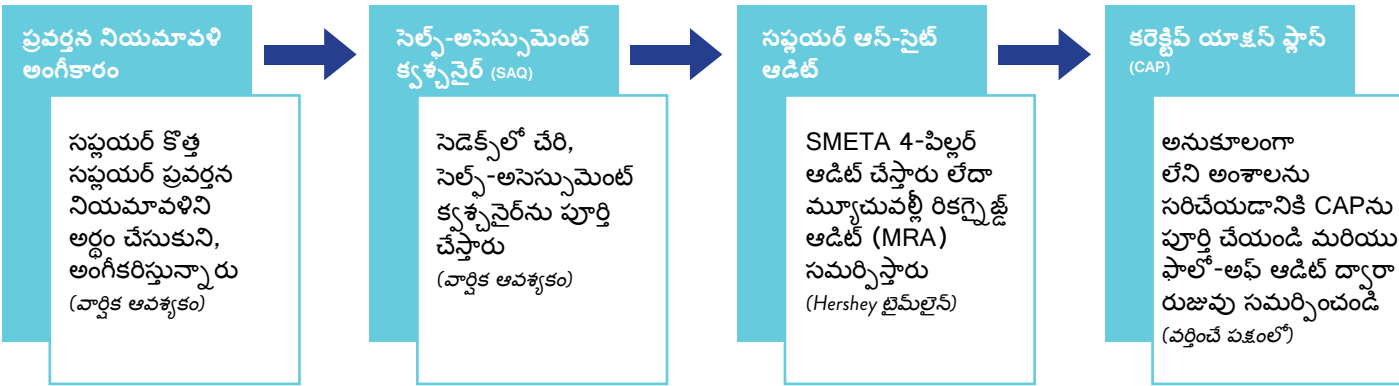 ప్రవర్తన నియమావళి
అంగీకారం
సప్లయర్ కొత్త
సప్లయర్ ప్రవర్తన
నియమావళిని
అర్థం చేసుకుని,
అంగీకరిస్తున్నారు
(వార్షిక ఆవశ్యకం)
సెల్ఫ్-అసెస్సుమెంట్
క్వశ్చనైర్ (SAQ)
సెడెక్స్‌లో చేరి,
సెల్ఫ్-అసెస్సుమెంట్
క్వశ్చనైర్‌ను పూర్తి
చేస్తారు
(వార్షిక ఆవశ్యకం)
సప్లయర్ ఆన్-సైట్
ఆడిట్
SMETA 4-పిల్లర్
ఆడిట్ చేస్తారు లేదా
మ్యూచువల్లీ రికగ్నైజ్డ్
ఆడిట్ (MRA)
సమర్పిస్తారు
(Hershey టైమ్‌లైన్)
కరెక్టివ్ యాక్షన్ ప్లాన్
(CAP)
అనుకూలంగా
లేని అంశాలను
సరిచేయడానికి CAPను
పూర్తి చేయండి మరియు
ఫాలో-అఫ్ ఆడిట్ ద్వారా
రుజువు సమర్పించండి
(వర్తించే పక్షంలో)